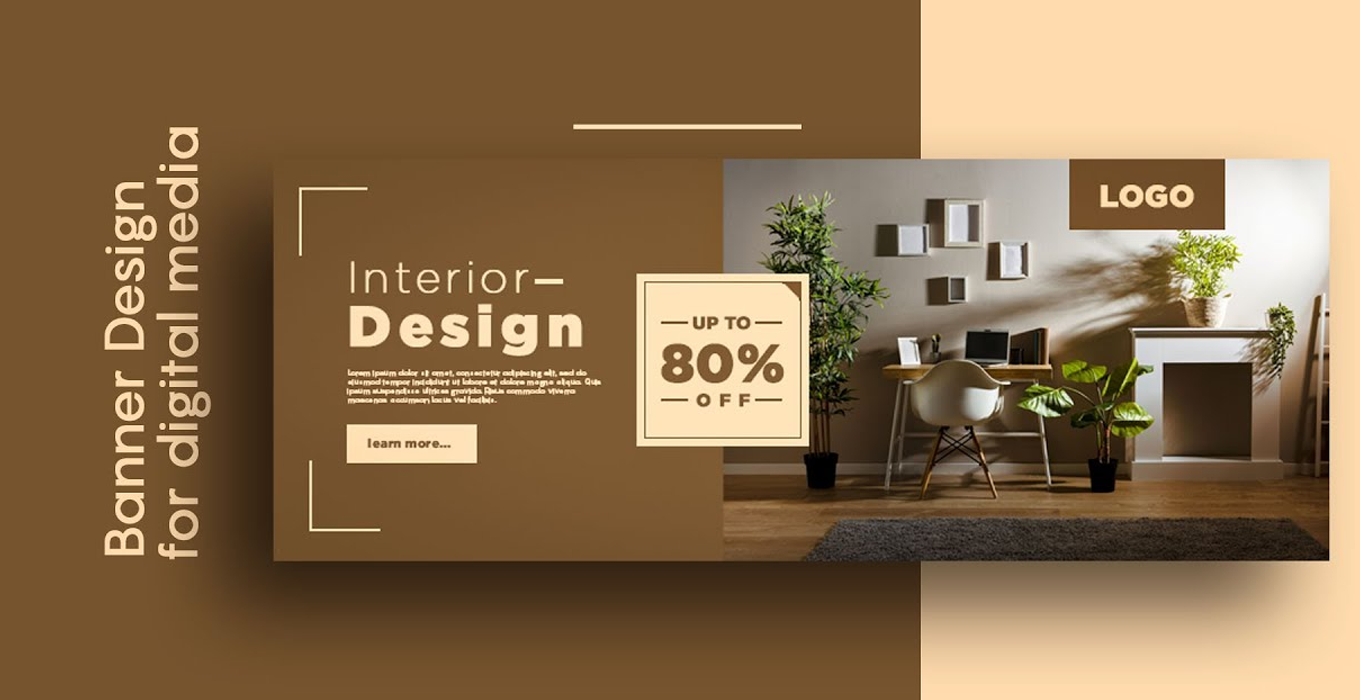 Banner Design
for digital media
LOGO
Interior—
Design
UP TO
80%
OFF
Lorem ipsum dolor sit amet, consectetur adipiscing elit, sed do
eiusmod tempor incididunt ut labore et dolore magna aliqua. Quis
ipsum suspendisse ultrices gravida. Risus commodo viverra
maecenas accumsan lacus vel facilisis.
learn more...